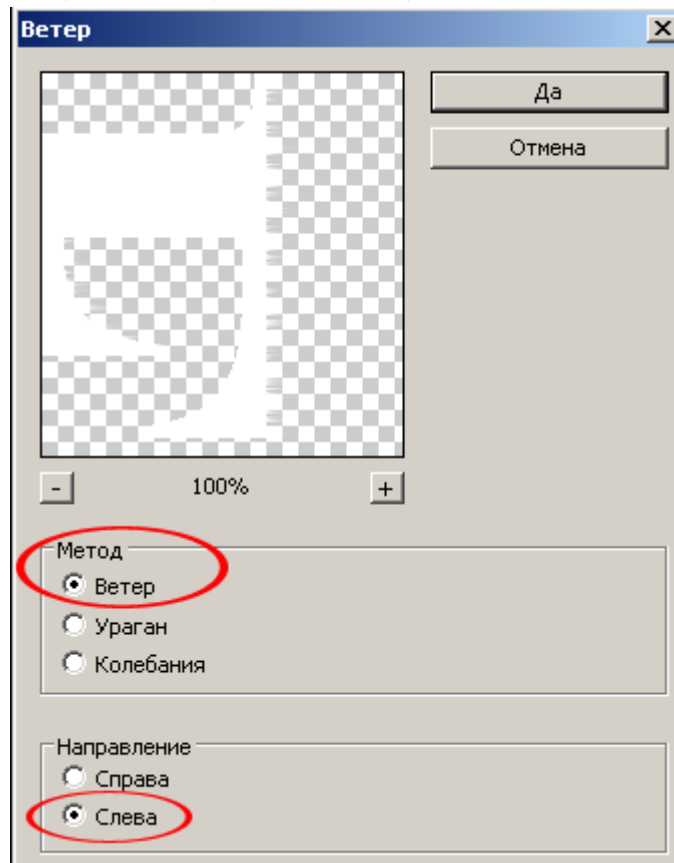 Ветер
Да
Отмена
- 100% +
Метод
Ветер
Ураган
Колебания
Направление
Справа
Слева